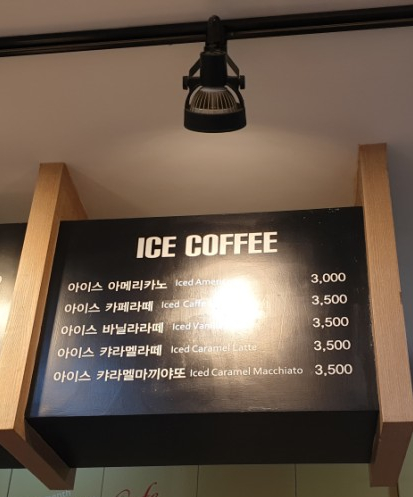 ICE COFFEE
아이스 아메리카노 Iced 3,000
아이스 카페라떼 Iced 3,500
아이스 바닐라라떼 Iced 3,500
아이스 캬라멜라떼 Iced Caramel Latte 3,500
아이스 캬라멜마끼야또 Iced Caramel Macchiato 3,500